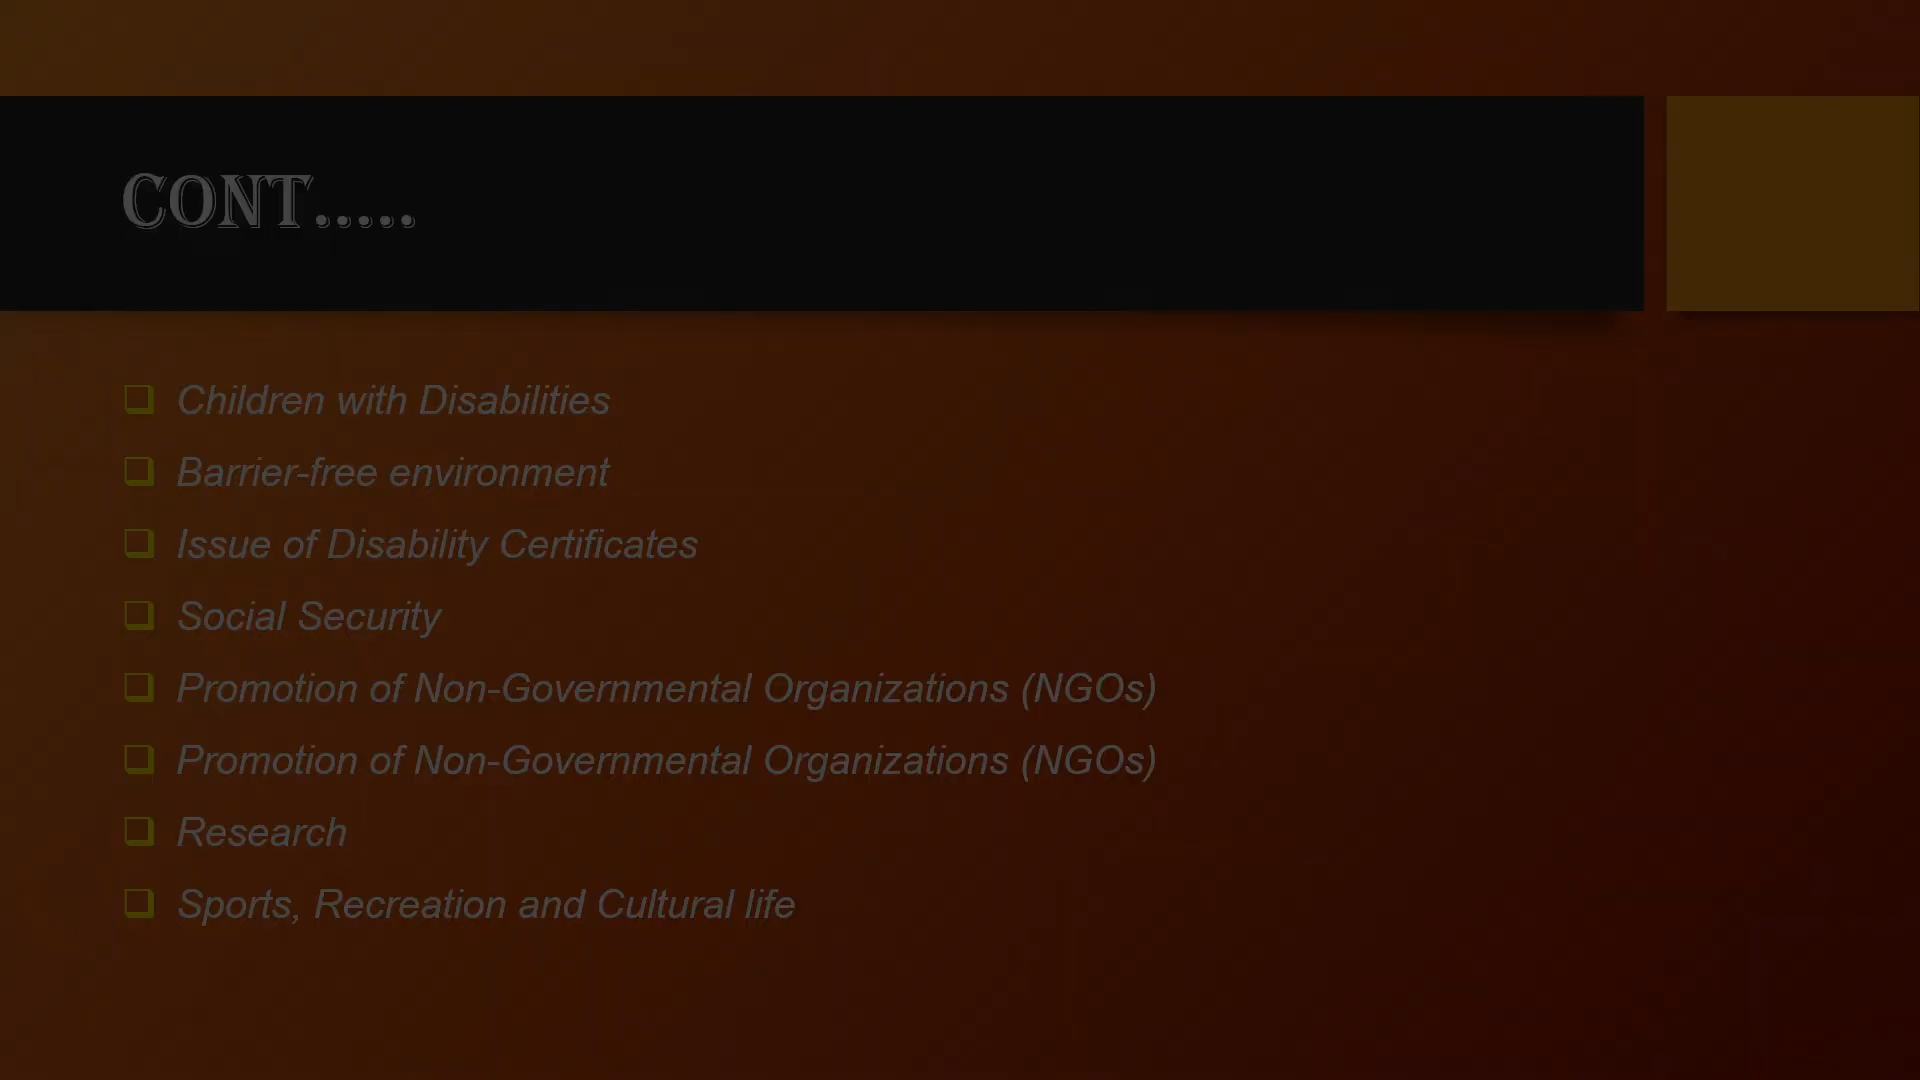 CONT.....
Children with Disabilities
Barrier-free environment
Issue of Disability Certificates
Social Security
Promotion of Non-Governmental Organizations (NGOs)
Promotion of Non-Governmental Organizations (NGOs)
Research
Sports, Recreation and Cultural life